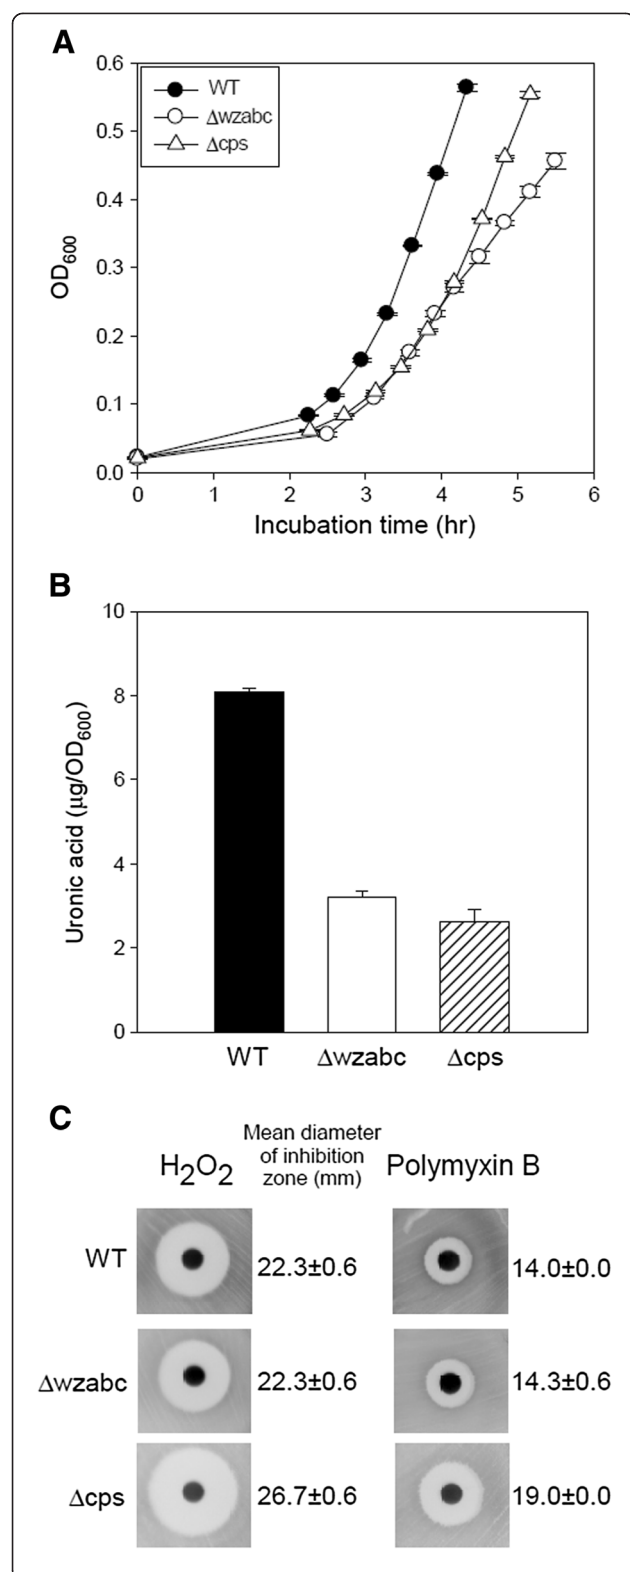 A
0.6
0.5
0.4
0.3
0.2
0.1
0.0
OD600
WT
Δwzabc
Δcps
0 1 2 3 4 5 6
Incubation time (hr)
B
10
8
6
4
2
0
Uronic acid (µg/OD600)
WT Δwzabc Δcps
C
H2O2
Mean diameter
of inhibition
zone (mm)
Polymyxin B
WT 22.3±0.6 14.0±0.0
Δwzabc 22.3±0.6 14.3±0.6
Δcps 26.7±0.6 19.0±0.0